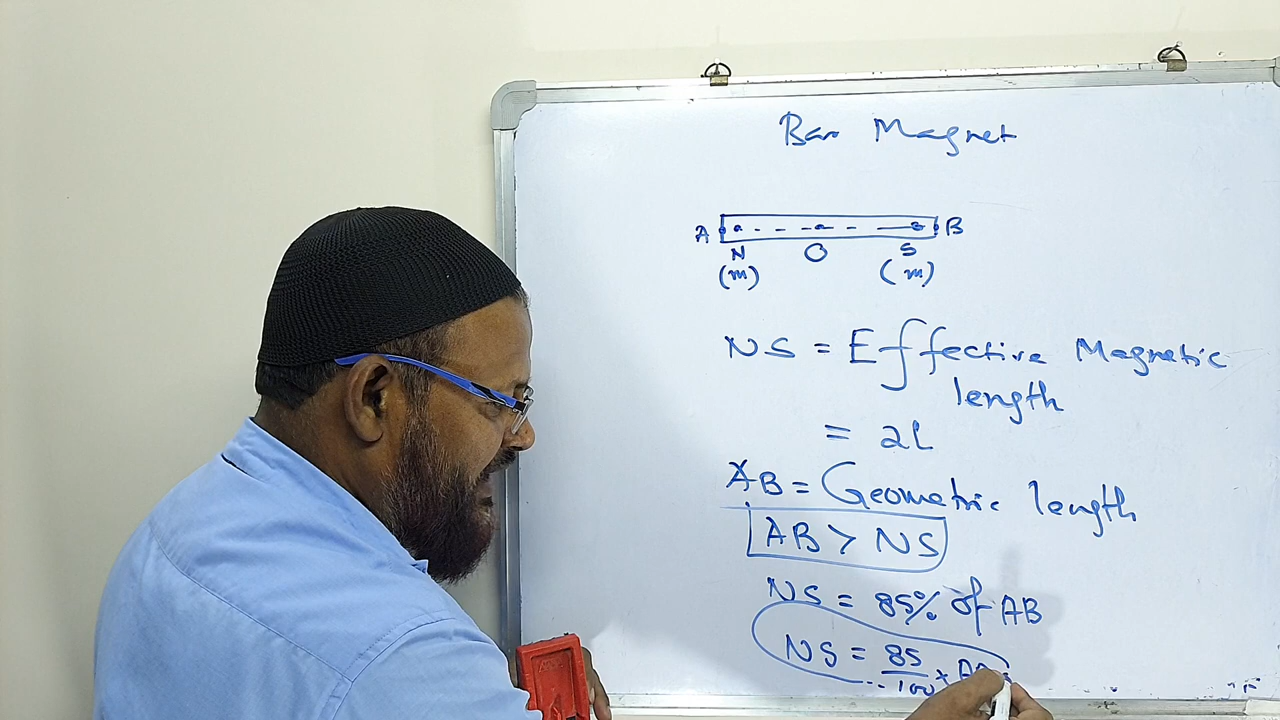 Bar Magnet
A B
N O S
(m) (m)
NS = Effective Magnetic
length
= 2l
AB = Geometric length
AB > NS
NS = 85% of AB
NS = 85/100 × AB